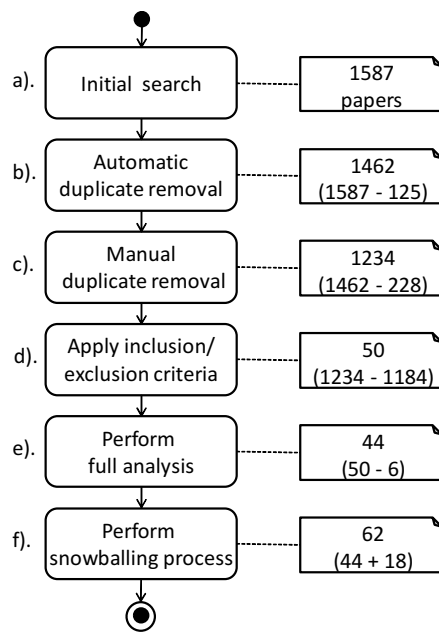 a). Initial search
1587
papers
b). Automatic
duplicate removal
1462
(1587 - 125)
c). Manual
duplicate removal
1234
(1462 - 228)
d). Apply inclusion/
exclusion criteria
50
(1234 - 1184)
e). Perform
full analysis
44
(50 - 6)
f). Perform
snowballing process
62
(44 + 18)